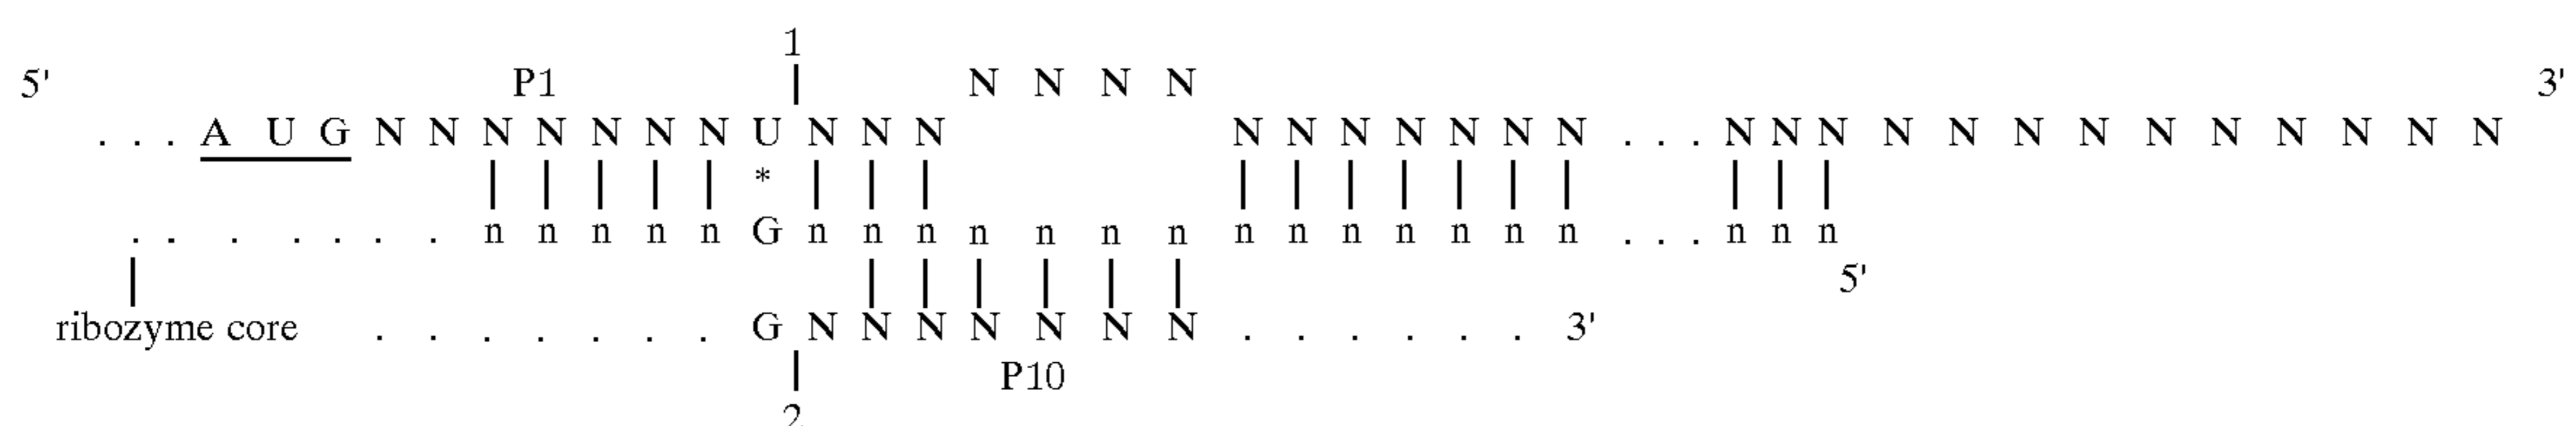 1
5' P1 N N N N 3'
. . . A U G N N N N N N N U N N N N N N N N N N . . . N N N N N N N N N N N N N
*
. . . . . . . n n n n n G n n n n n n n n n n n n n n . . . n n n
5'
ribozyme core . . . . . . . G N N N N N N N . . . . . . 3'
P10
2